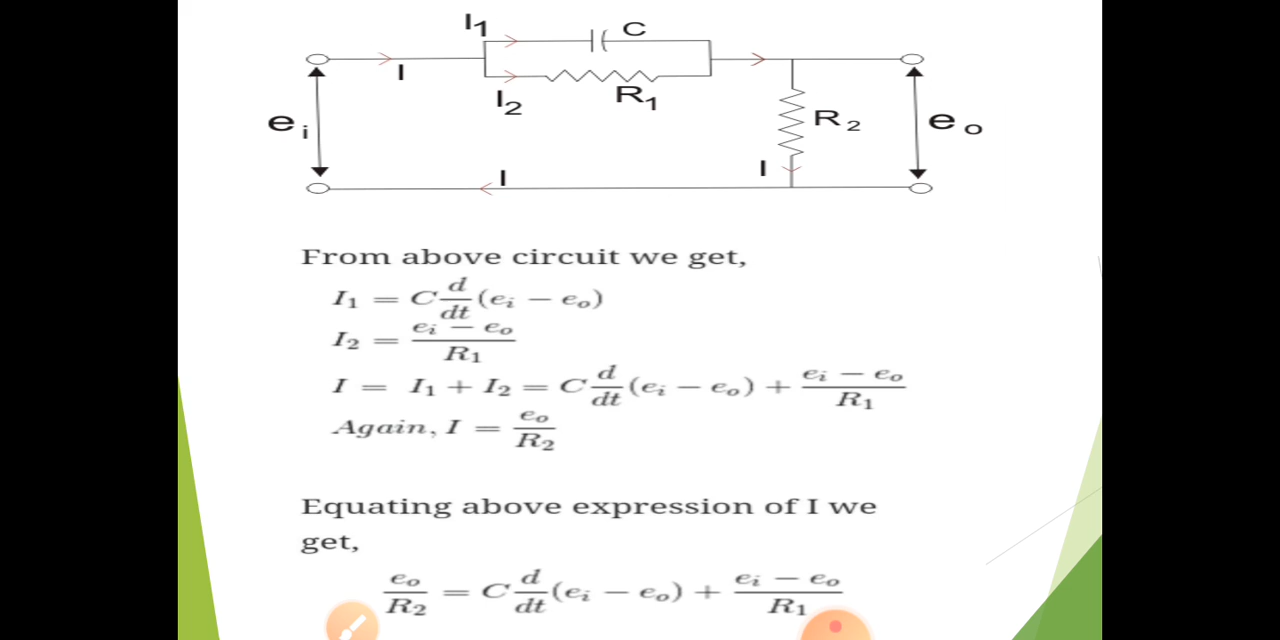 I₁ C
I
I₂ R₁
eᵢ R₂ eₒ
I I
From above circuit we get,
I₁ = C d/dt (eᵢ − eₒ)
I₂ = (eᵢ − eₒ)/R₁
I = I₁ + I₂ = C d/dt (eᵢ − eₒ) + (eᵢ − eₒ)/R₁
Again, I = eₒ/R₂
Equating above expression of I we
get,
eₒ/R₂ = C d/dt (eᵢ − eₒ) + (eᵢ − eₒ)/R₁